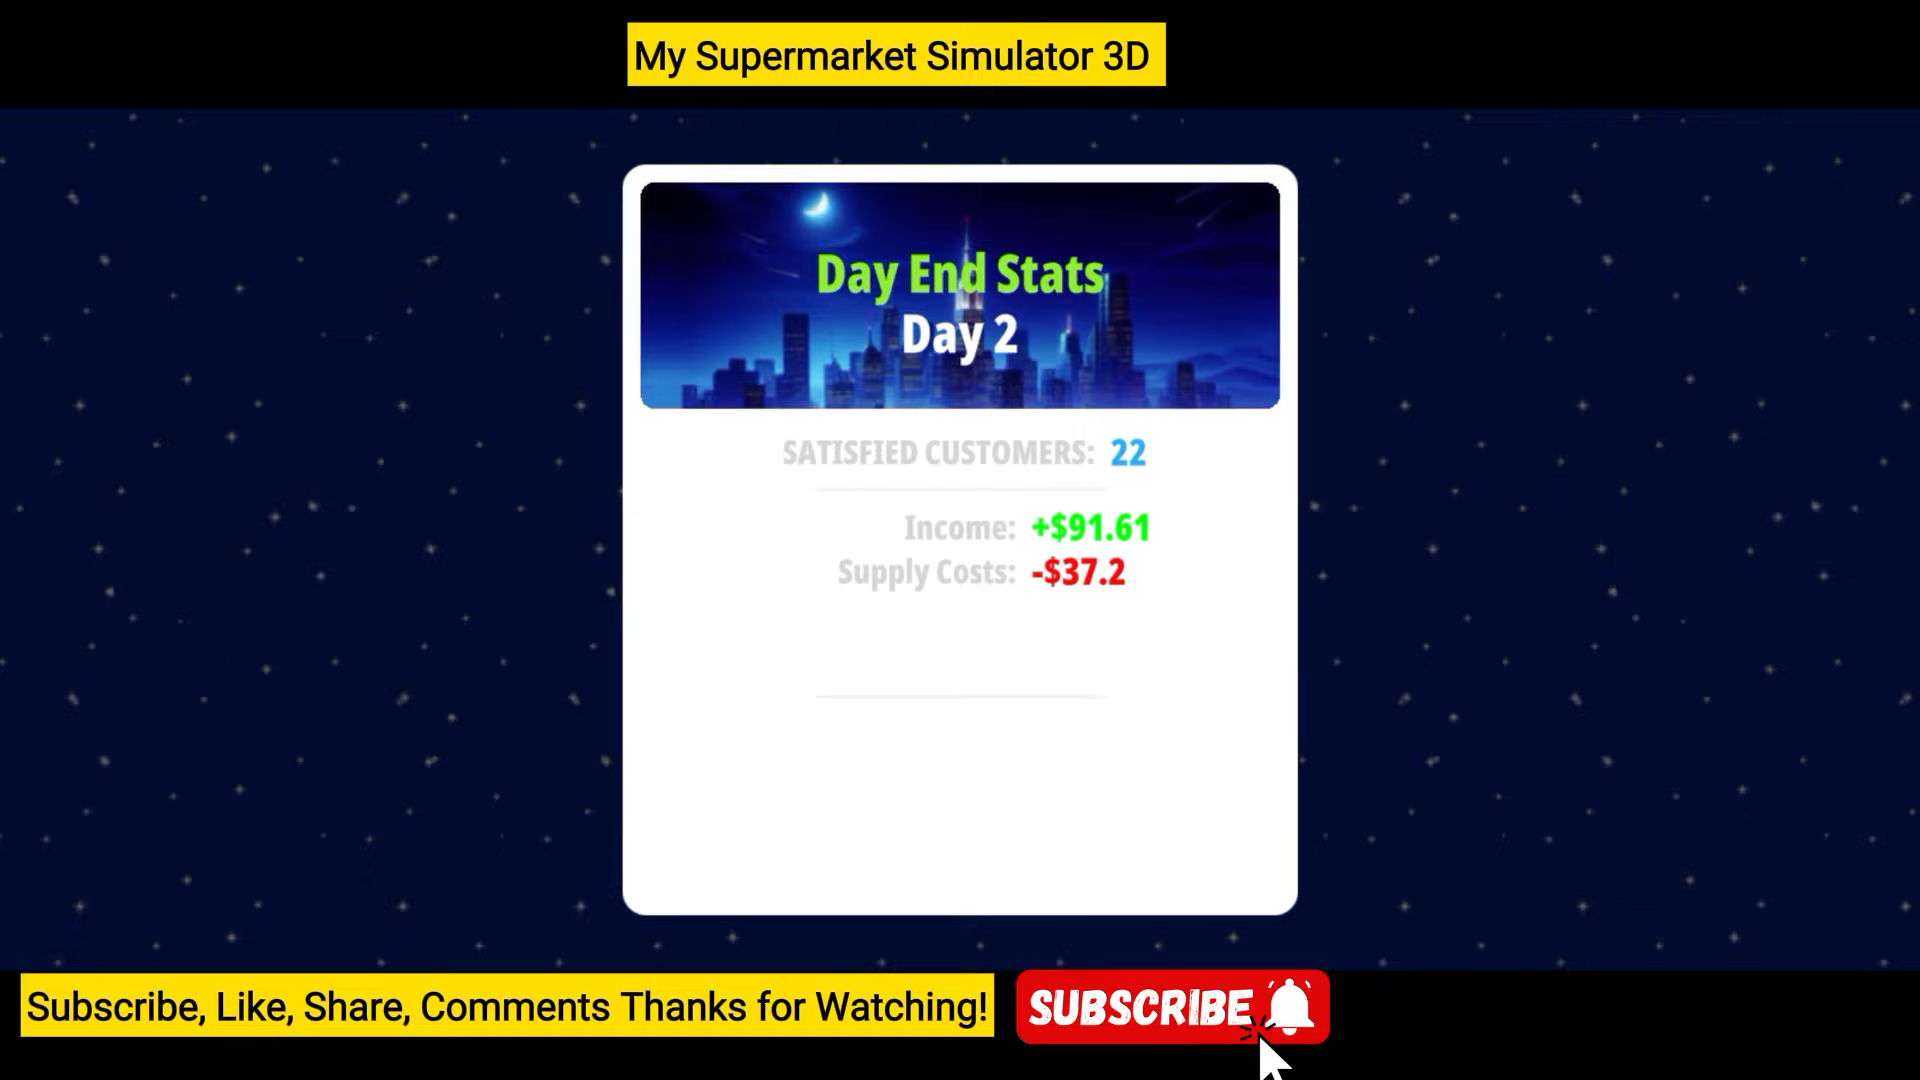 My Supermarket Simulator 3D
Day End Stats
Day 2
SATISFIED CUSTOMERS: 22
Income: +$91.61
Supply Costs: -$37.2
Subscribe, Like, Share, Comments Thanks for Watching!
SUBSCRIBE